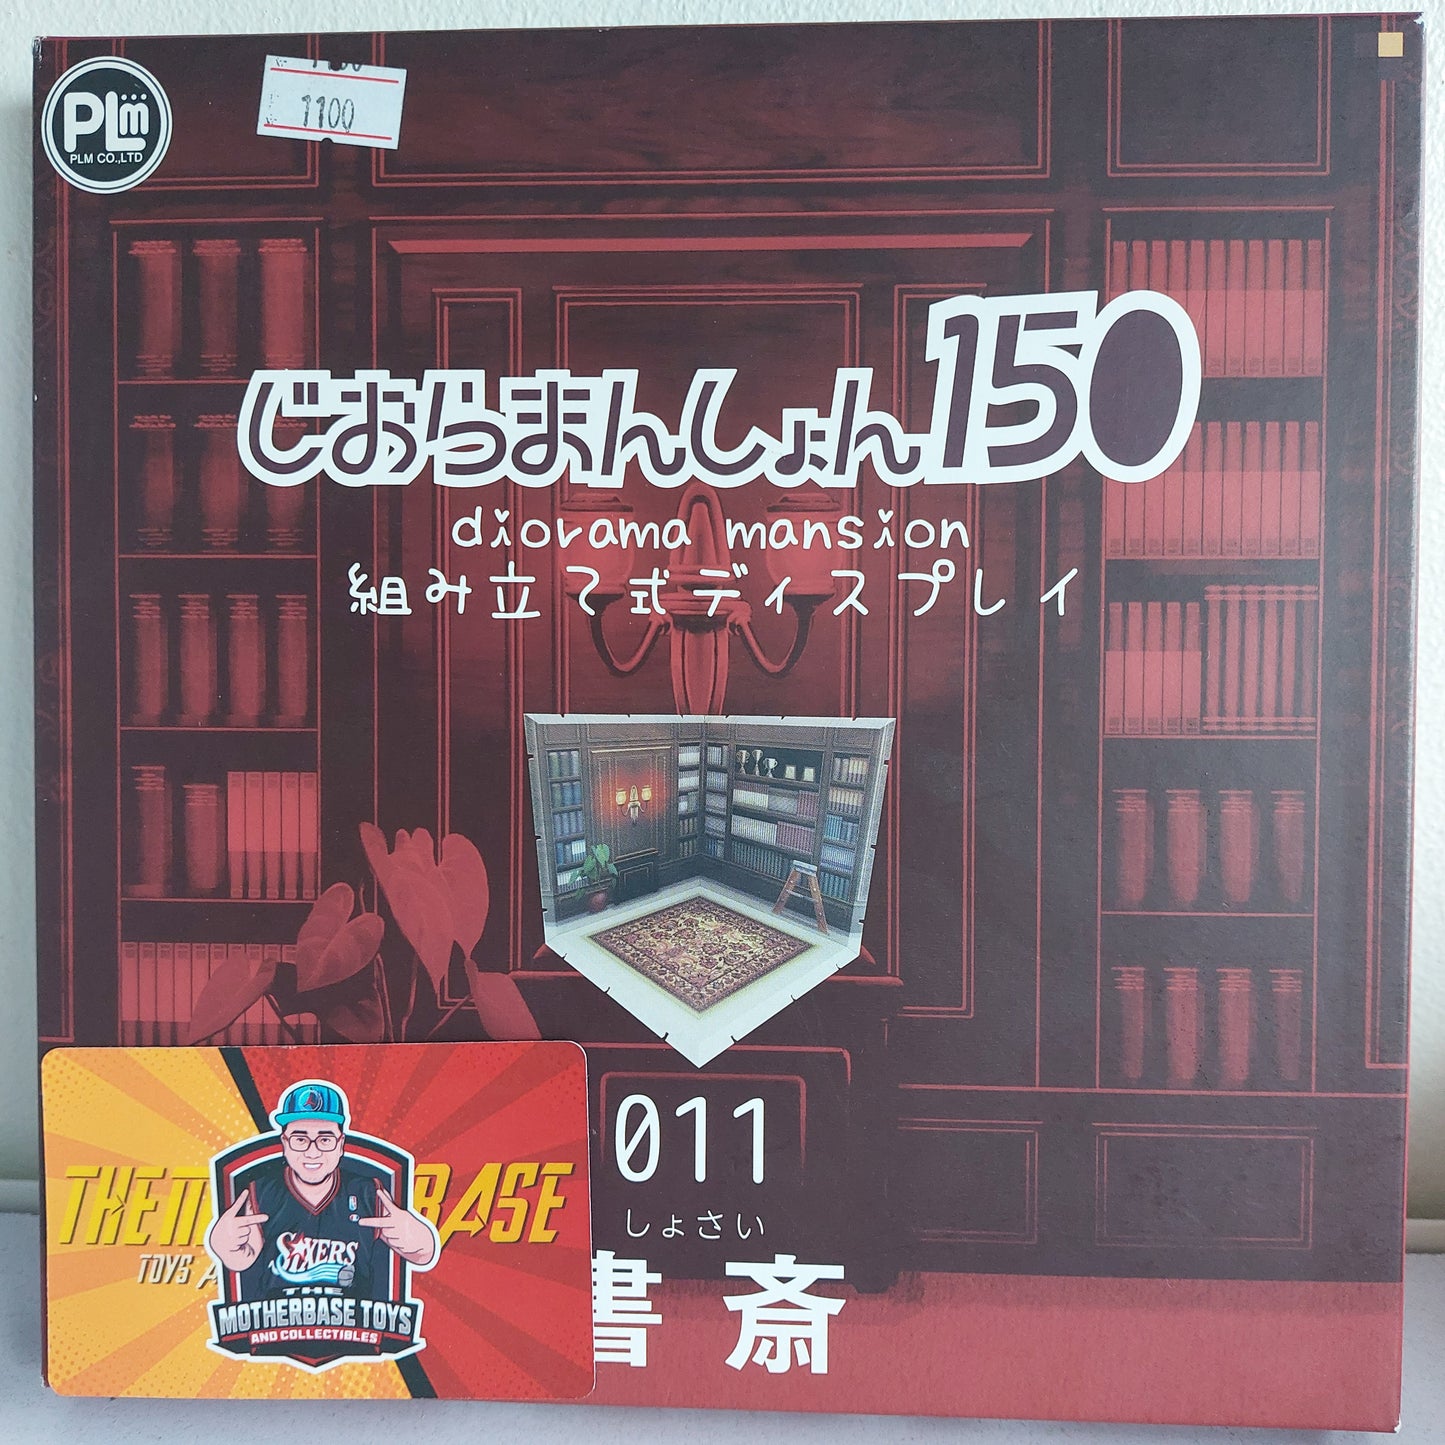 PLm
PLM CO.,LTD
1100
じおらまんしょん150
diorama mansion
組み立て式ディスプレイ
011
しょさい
書斎
BASE
TOYS A
SIXERS
THE
MOTHERBASE TOYS
AND COLLECTIBLES